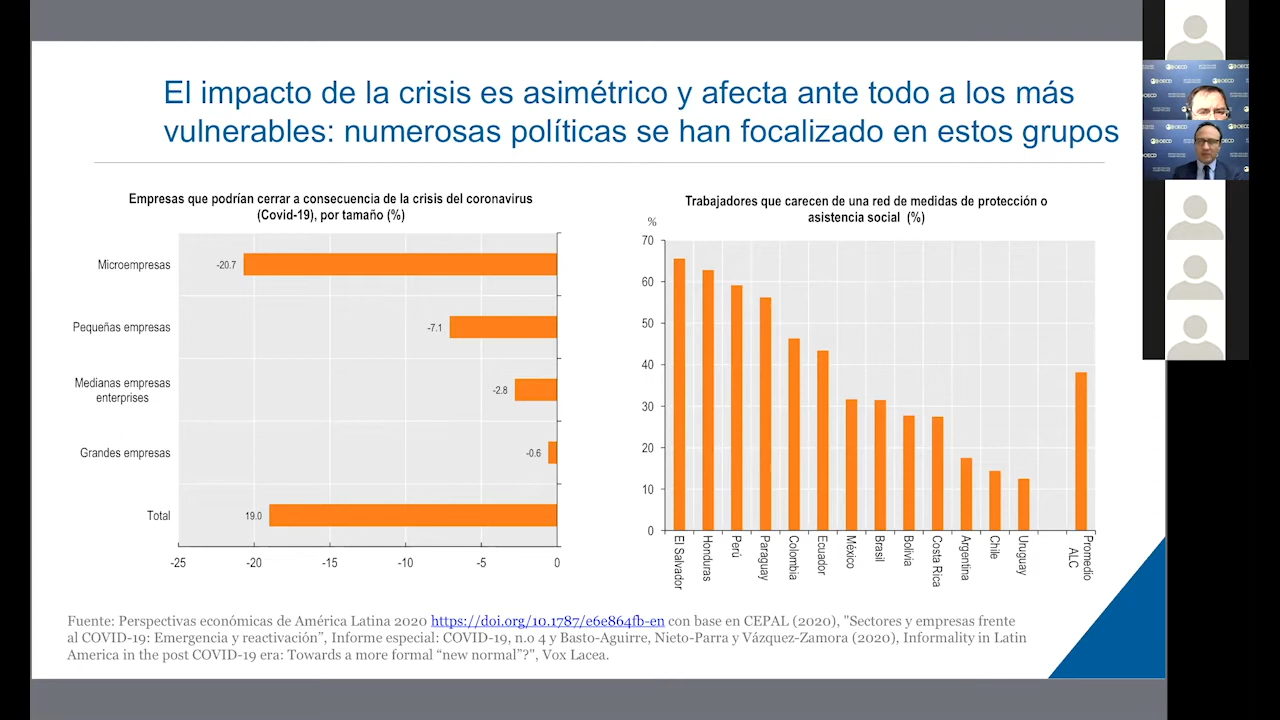 El impacto de la crisis es asimétrico y afecta ante todo a los más
vulnerables: numerosas políticas se han focalizado en estos grupos
Empresas que podrían cerrar a consecuencia de la crisis del coronavirus
(Covid-19), por tamaño (%)
Microempresas
-20.7
Pequeñas empresas
-7.1
Medianas empresas
enterprises
-2.8
Grandes empresas
-0.6
Total
19.0
-25
-20
-15
-10
-5
0
Trabajadores que carecen de una red de medidas de protección o
asistencia social (%)
%
70
60
50
40
30
20
10
0
El Salvador
Honduras
Perú
Paraguay
Colombia
Ecuador
México
Brasil
Bolivia
Costa Rica
Argentina
Chile
Uruguay
Promedio
ALC
Fuente: Perspectivas económicas de América Latina 2020 https://doi.org/10.1787/e6e864fb-en con base en CEPAL (2020), "Sectores y empresas frente
al COVID-19: Emergencia y reactivación”, Informe especial: COVID-19, n.o 4 y Basto-Aguirre, Nieto-Parra y Vázquez-Zamora (2020), Informality in Latin
America in the post COVID-19 era: Towards a more formal “new normal”?", Vox Lacea.
OECD
OECD